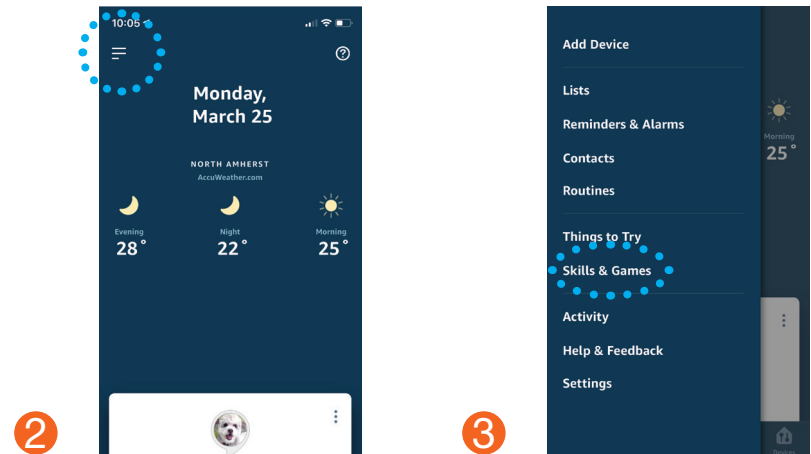 10:05
Monday,
March 25
NORTH AMHERST
AccuWeather.com
Evening
28°
Night
22°
Morning
25°
2
Add Device
Lists
Reminders & Alarms
Contacts
Routines
Things to Try
Skills & Games
Activity
Help & Feedback
Settings
Morning
25°
Devices
3